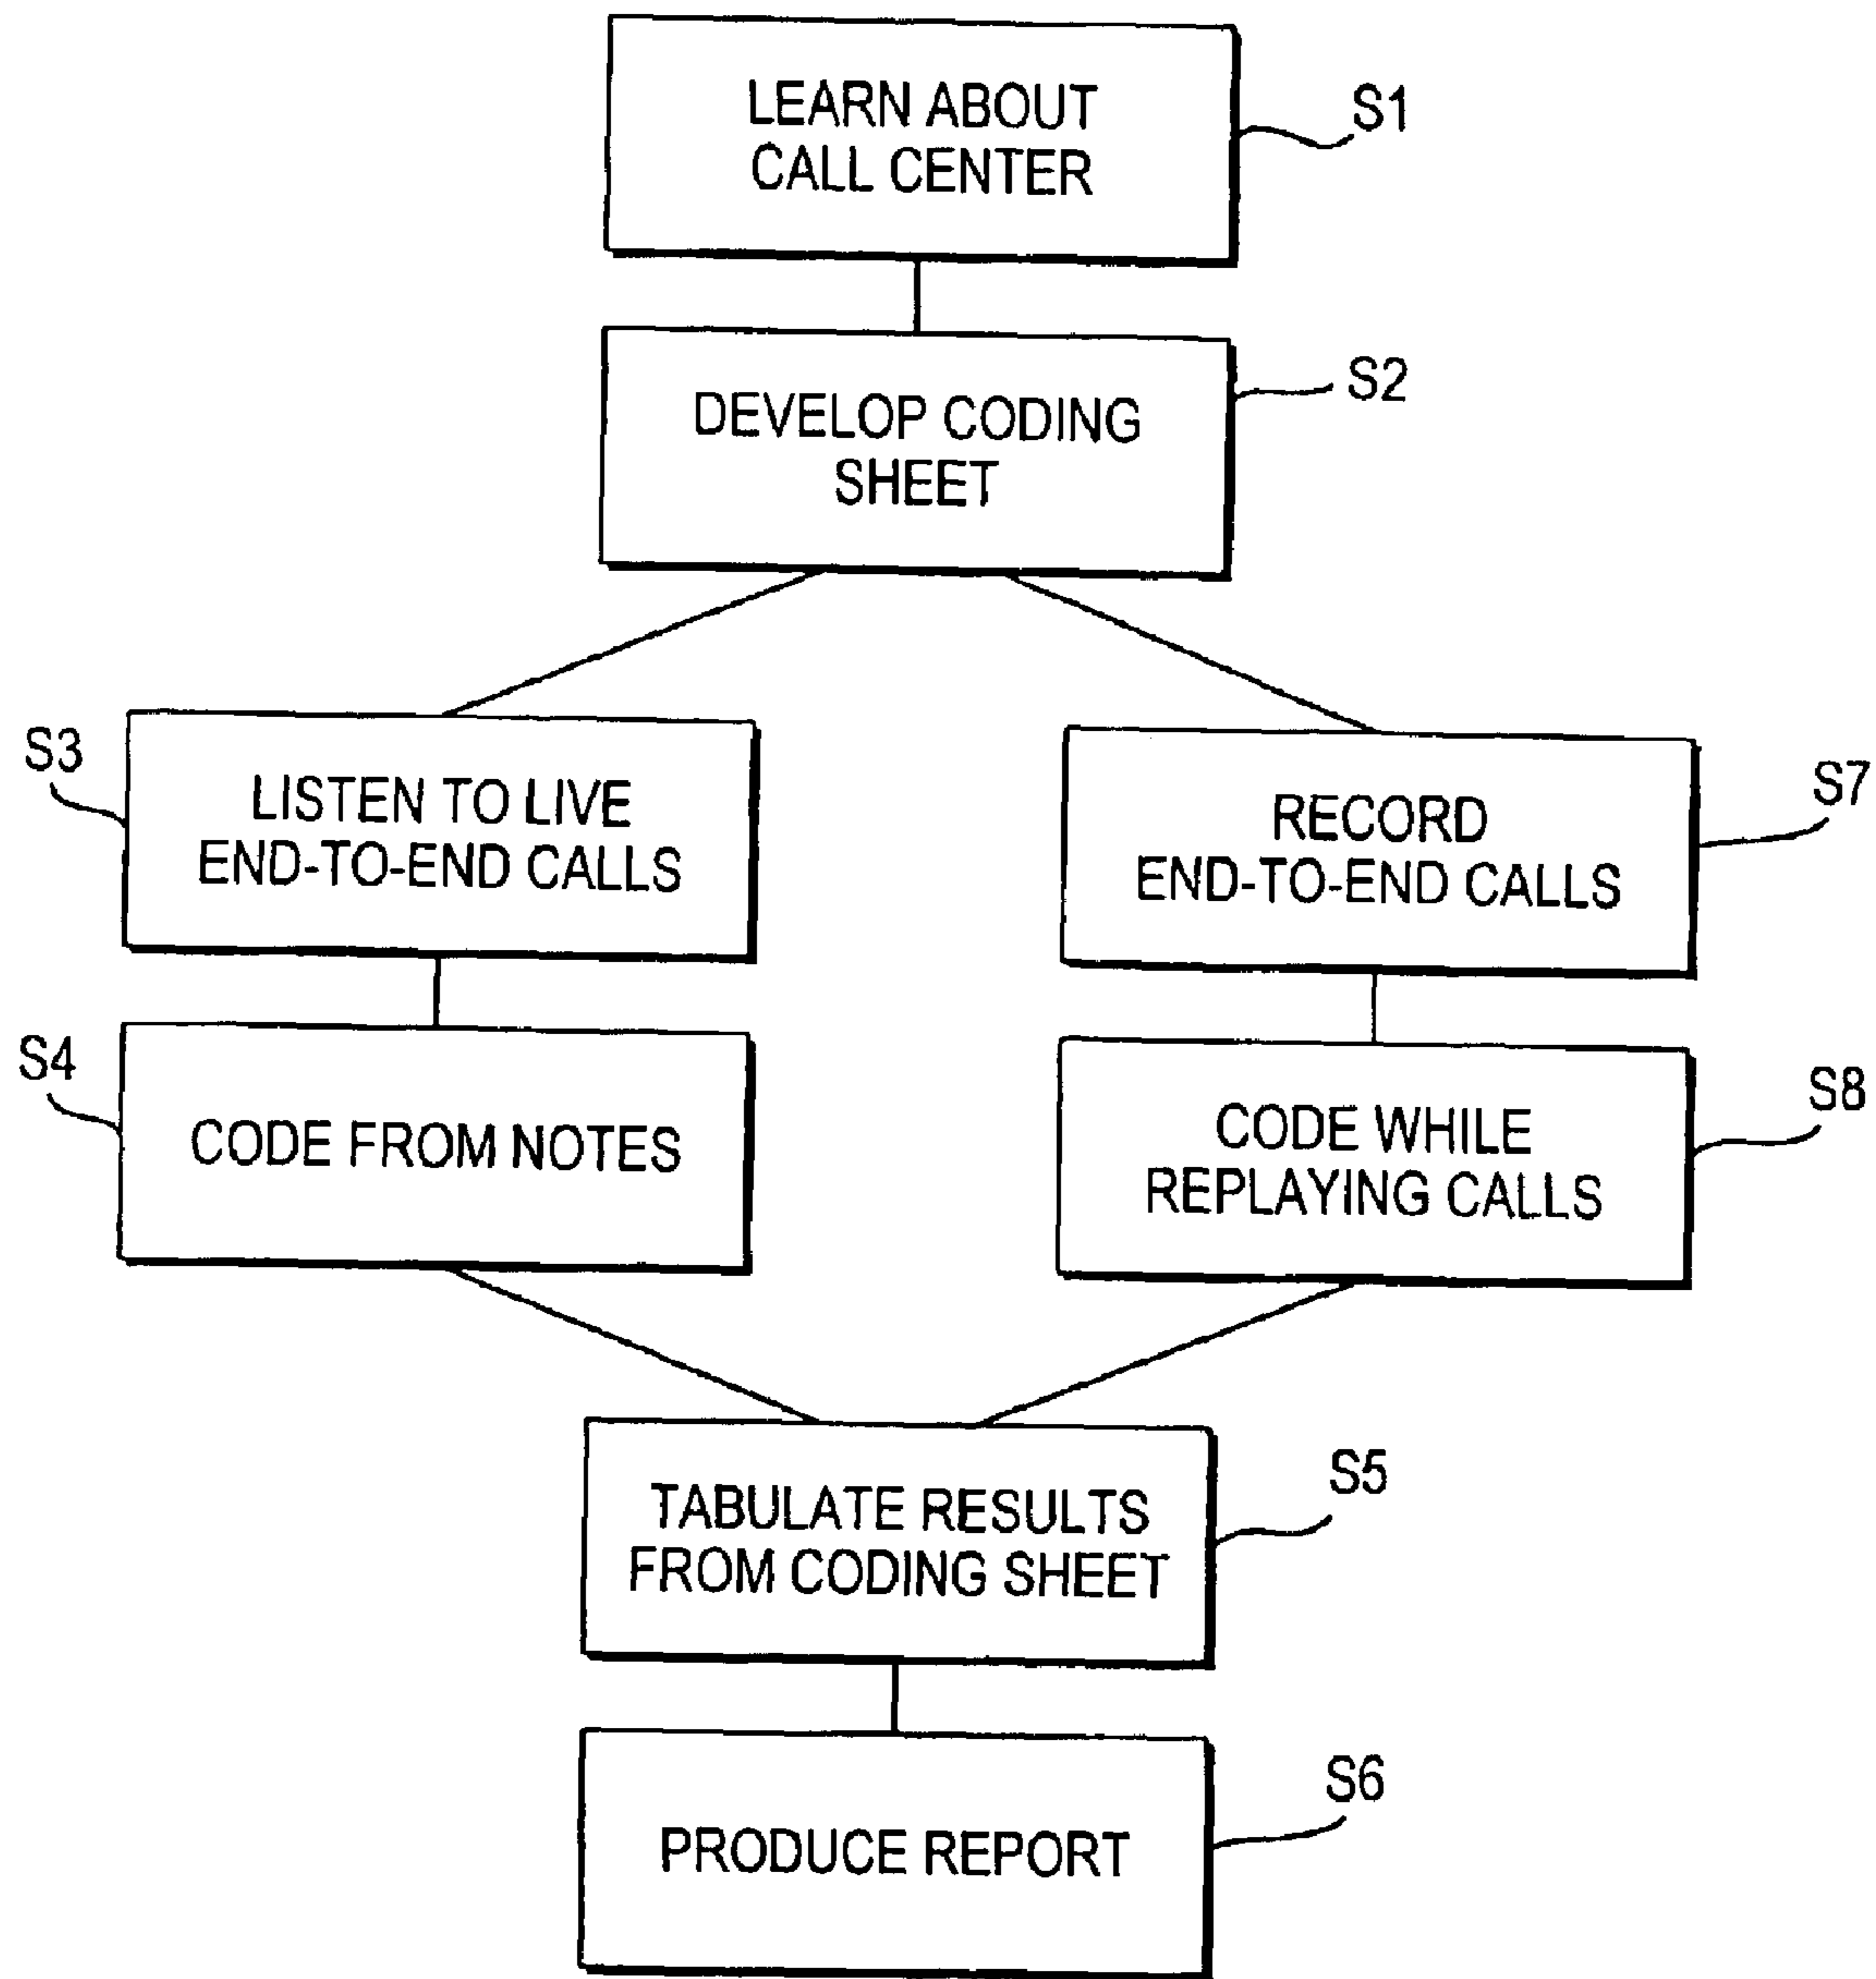 LEARN ABOUT
CALL CENTER
S1
DEVELOP CODING
SHEET
S2
S3
LISTEN TO LIVE
END-TO-END CALLS
RECORD
END-TO-END CALLS
S7
S4
CODE FROM NOTES
CODE WHILE
REPLAYING CALLS
S8
TABULATE RESULTS
FROM CODING SHEET
S5
PRODUCE REPORT
S6